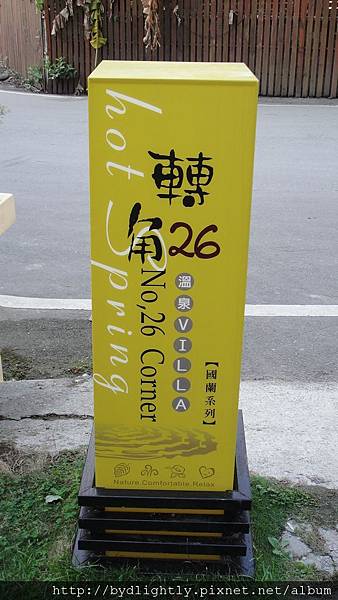 hot Spring
轉角26
No,26 Corner
溫泉VILLA
【國蘭系列】
Nature.Comfortable.Relax
http://bydlightly.pixnet.net/album